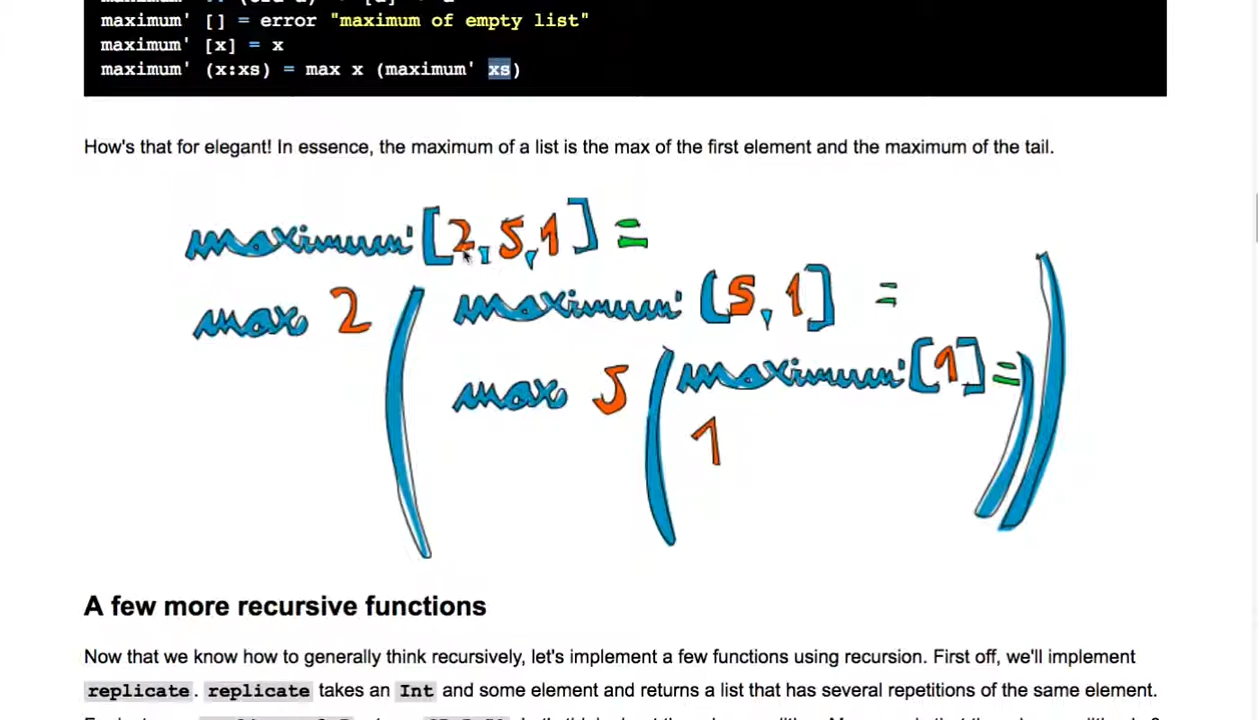 maximum' [] = error "maximum of empty list"
maximum' [x] = x
maximum' (x:xs) = max x (maximum' xs)
How's that for elegant! In essence, the maximum of a list is the max of the first element and the maximum of the tail.
maximum'[2,5,1]=
max 2 ( maximum'[5,1] =
max 5 ( maximum'[1]=
1 ))
A few more recursive functions
Now that we know how to generally think recursively, let's implement a few functions using recursion. First off, we'll implement
replicate. replicate takes an Int and some element and returns a list that has several repetitions of the same element.